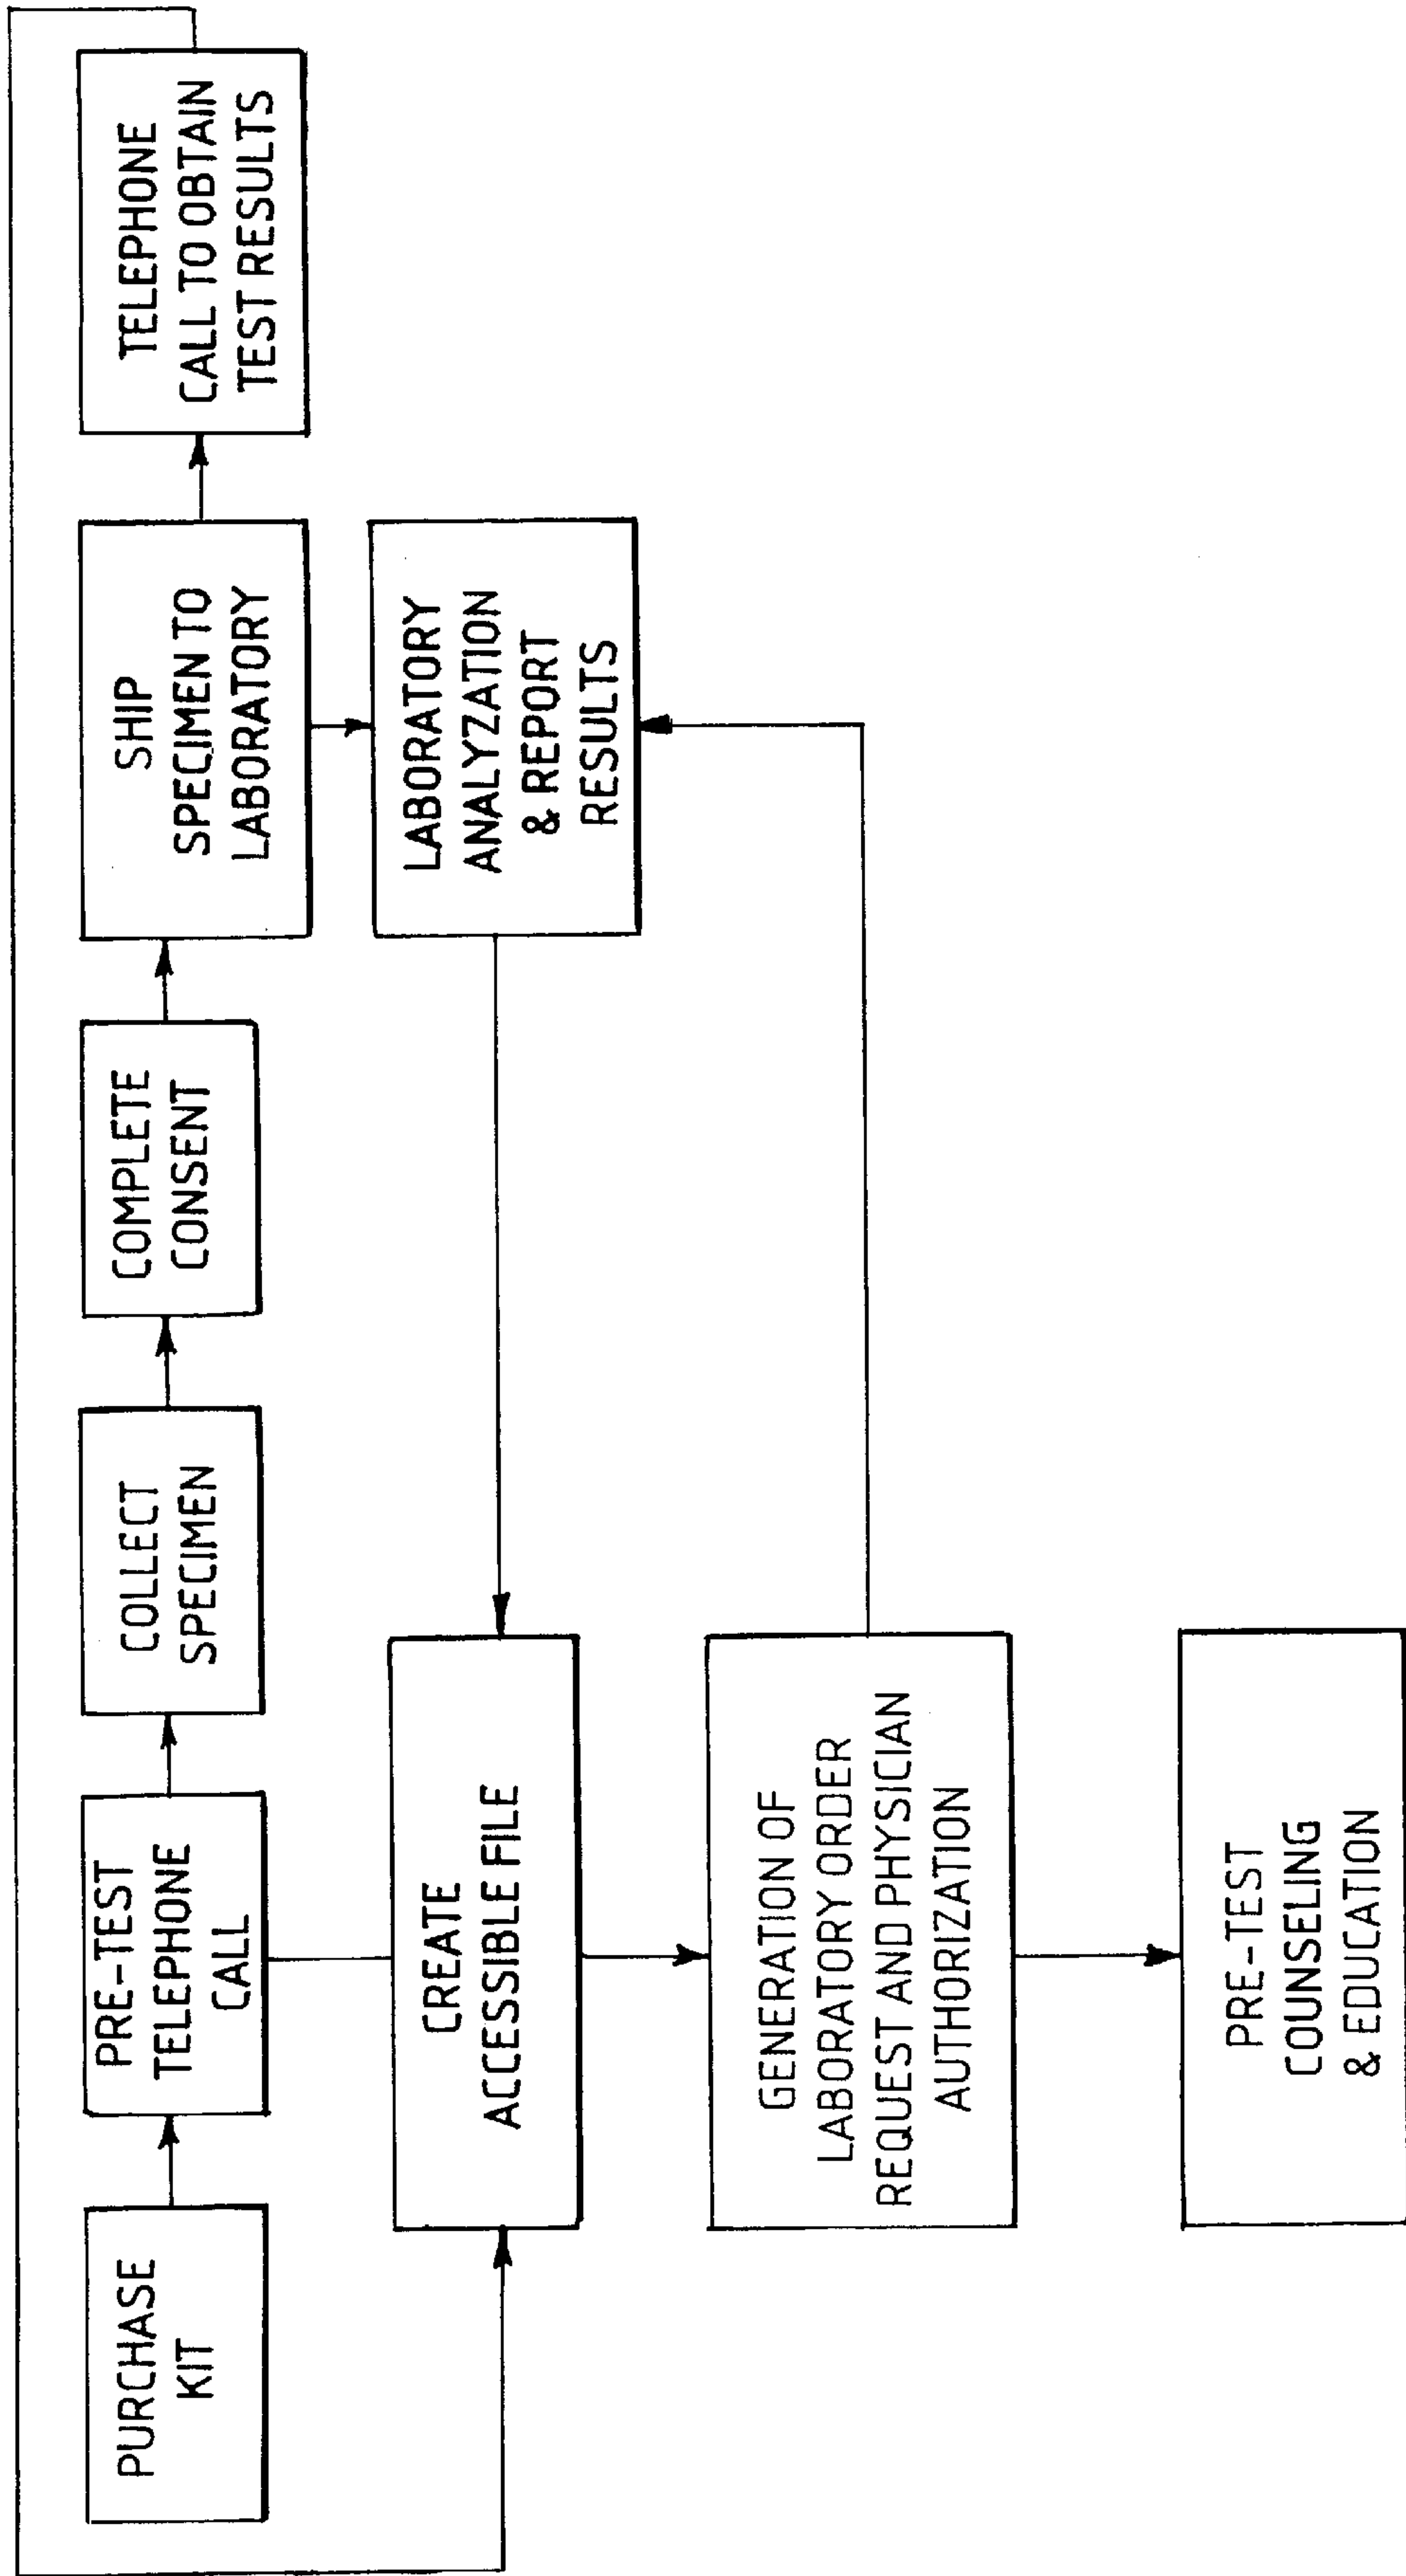 PURCHASE
KIT
PRE-TEST
TELEPHONE
CALL
COLLECT
SPECIMEN
COMPLETE
CONSENT
SHIP
SPECIMEN TO
LABORATORY
TELEPHONE
CALL TO OBTAIN
TEST RESULTS
CREATE
ACCESSIBLE FILE
LABORATORY
ANALYZATION
& REPORT
RESULTS
GENERATION OF
LABORATORY ORDER
REQUEST AND PHYSICIAN
AUTHORIZATION
PRE-TEST
COUNSELING
& EDUCATION